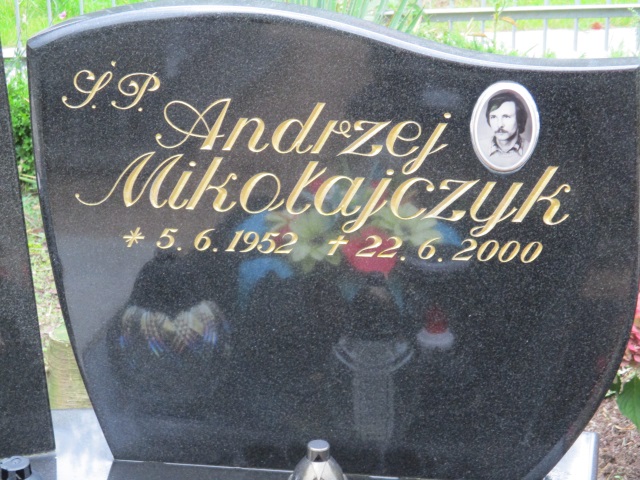 Ś.P. Andrzej
Mikołajczyk
* 5.6.1952 † 22.6.2000